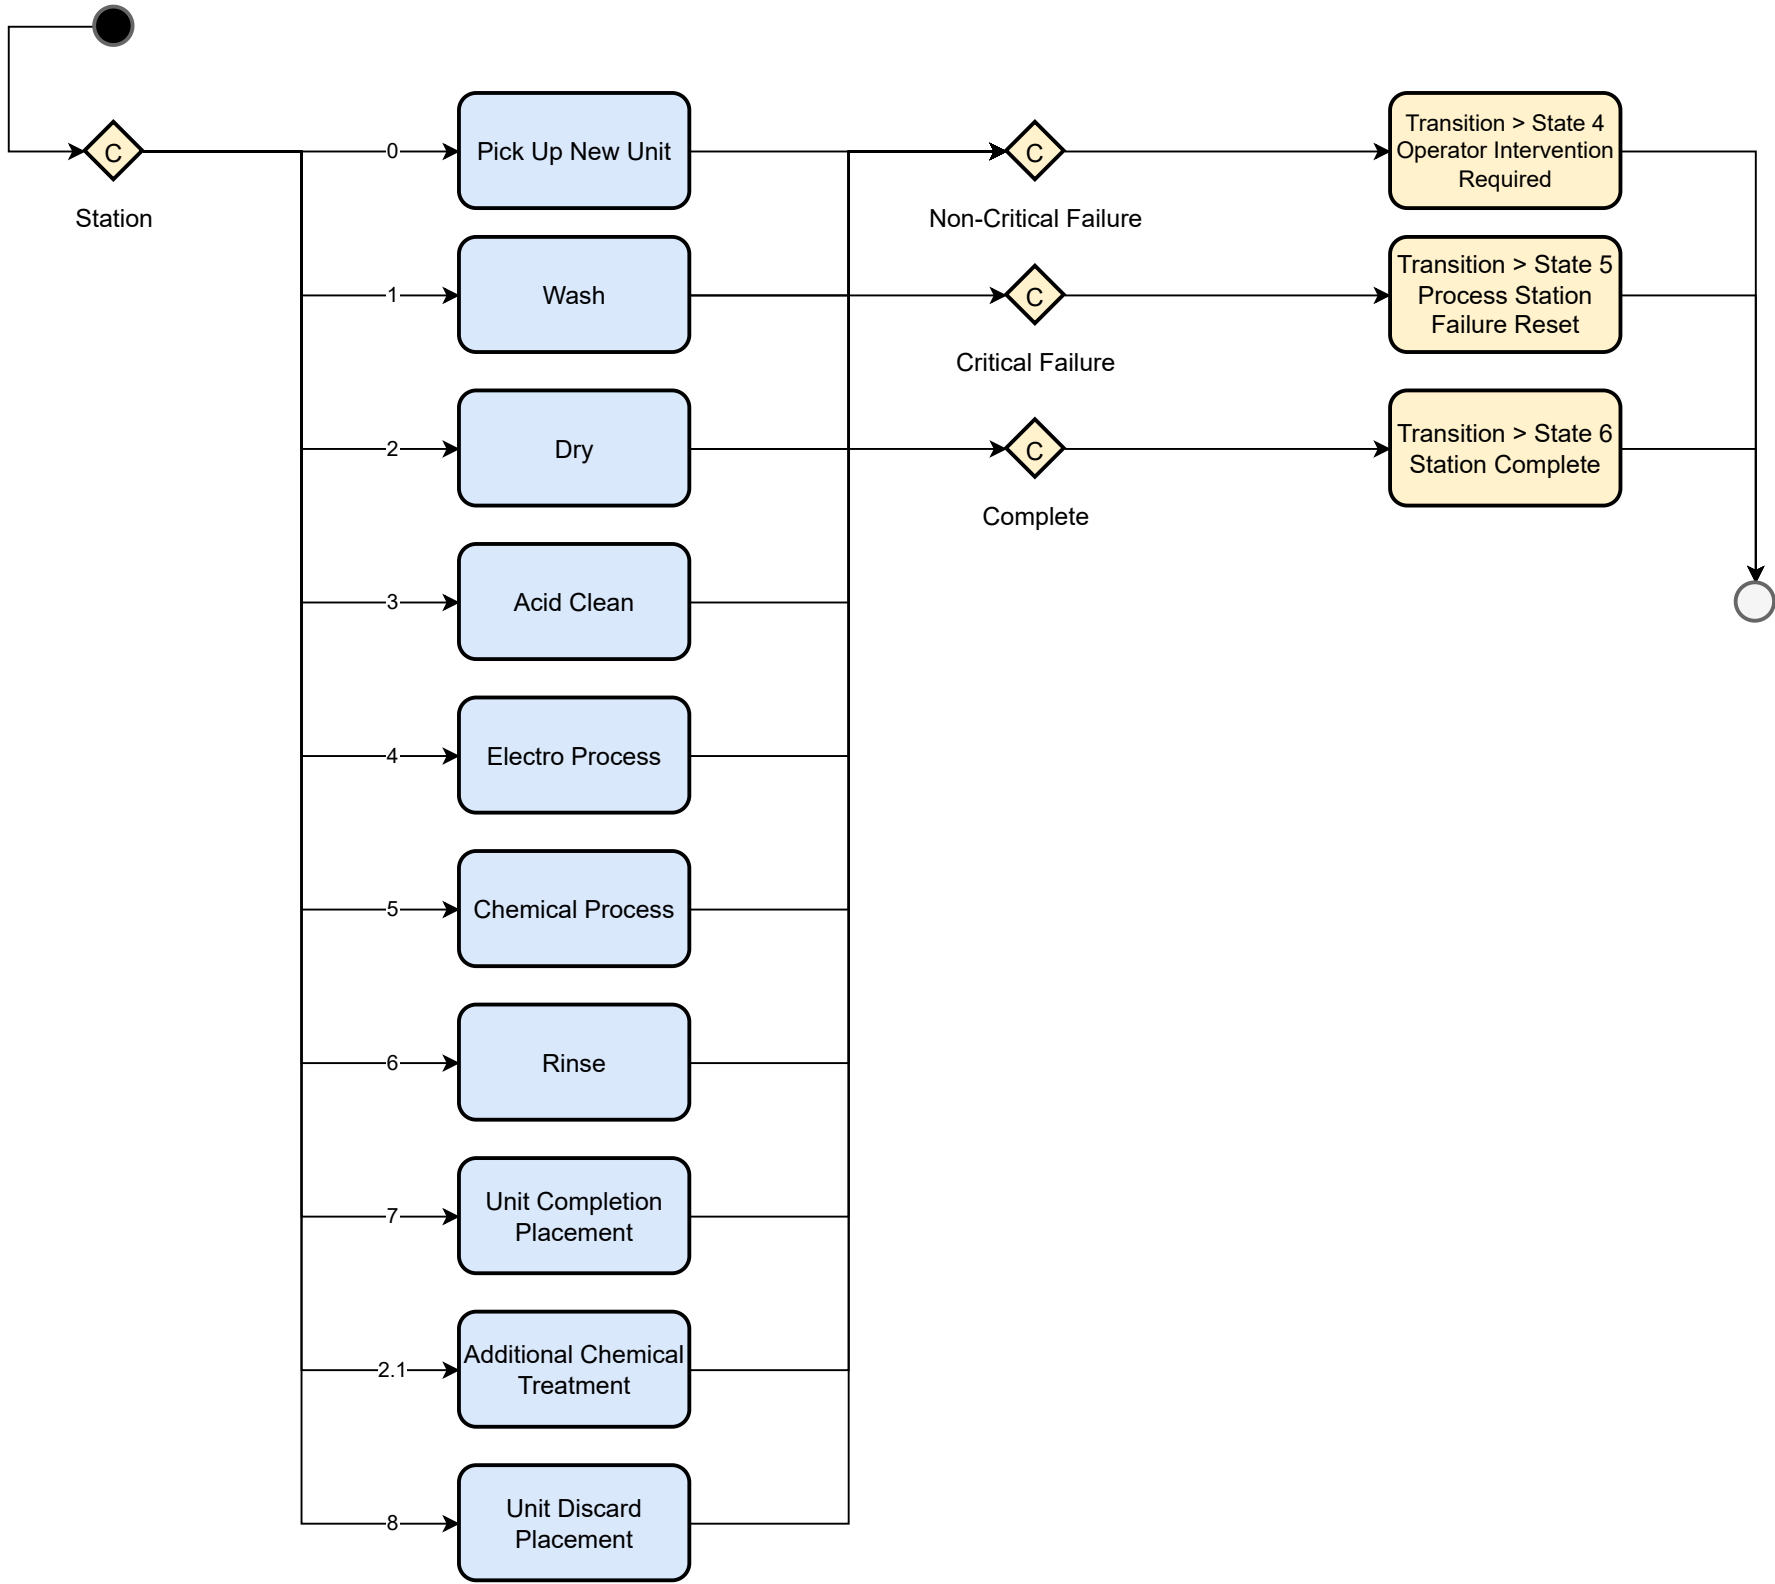 C
Station
0
Pick Up New Unit
1
Wash
2
Dry
3
Acid Clean
4
Electro Process
5
Chemical Process
6
Rinse
7
Unit Completion
Placement
2.1
Additional Chemical
Treatment
8
Unit Discard
Placement
C
Non-Critical Failure
C
Critical Failure
C
Complete
Transition > State 4
Operator Intervention
Required
Transition > State 5
Process Station
Failure Reset
Transition > State 6
Station Complete